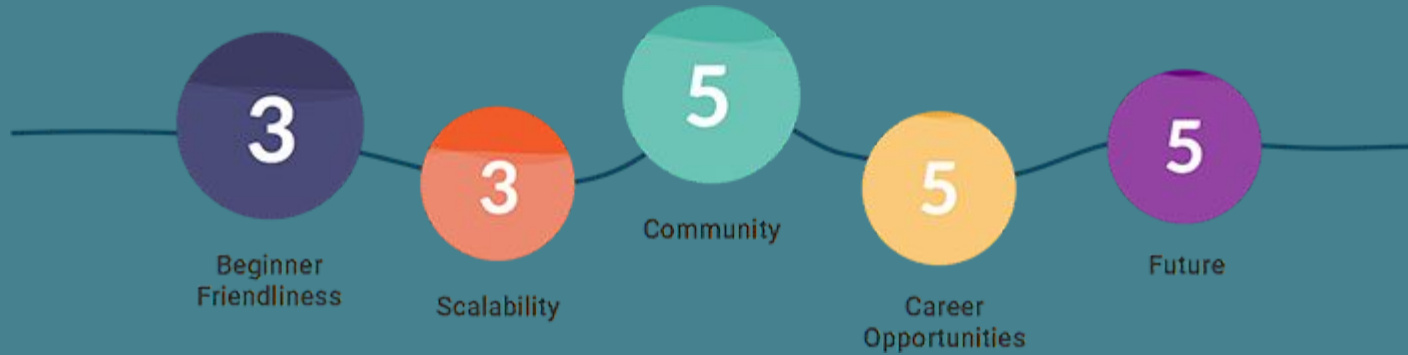 3
Beginner
Friendliness
3
Scalability
5
Community
5
Career
Opportunities
5
Future